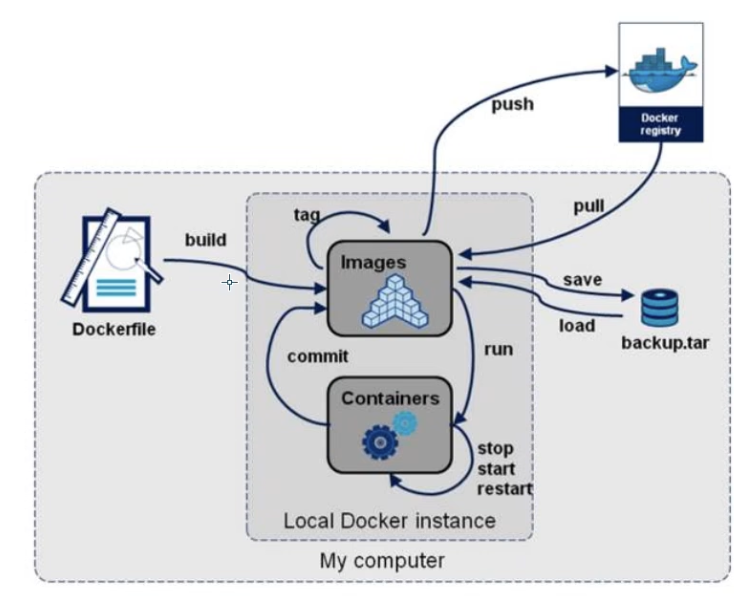 Docker
registry
push
pull
tag
build
Images
save
Dockerfile
load
backup.tar
commit
run
Containers
stop
start
restart
Local Docker instance
My computer